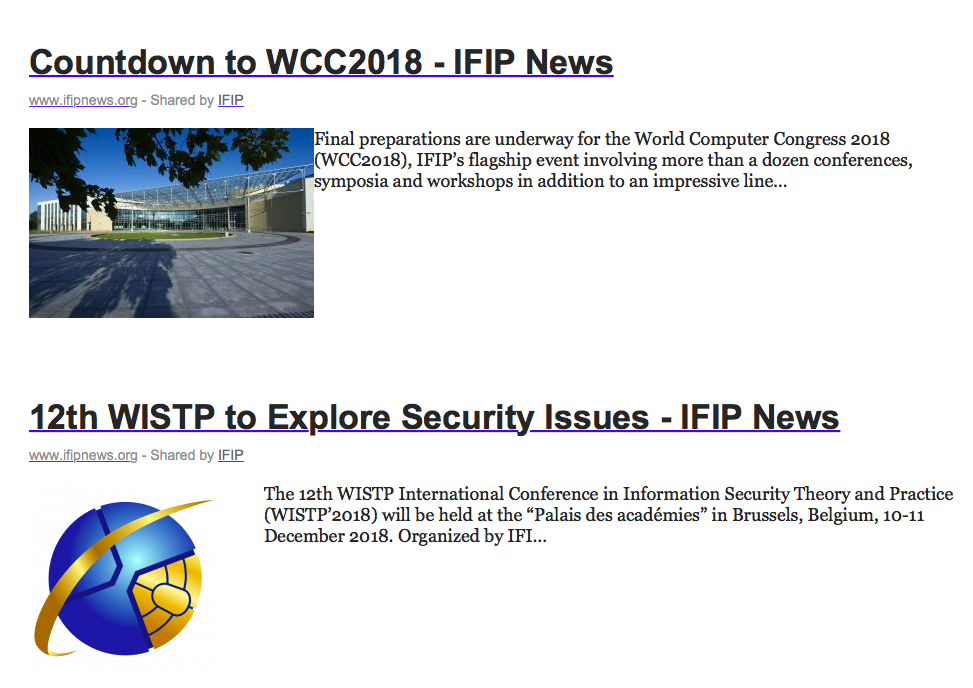 Countdown to WCC2018 - IFIP News
www.ifipnews.org - Shared by IFIP
Final preparations are underway for the World Computer Congress 2018
(WCC2018), IFIP’s flagship event involving more than a dozen conferences,
symposia and workshops in addition to an impressive line...
12th WISTP to Explore Security Issues - IFIP News
www.ifipnews.org - Shared by IFIP
The 12th WISTP International Conference in Information Security Theory and Practice
(WISTP’2018) will be held at the “Palais des académies” in Brussels, Belgium, 10-11
December 2018. Organized by IFI...